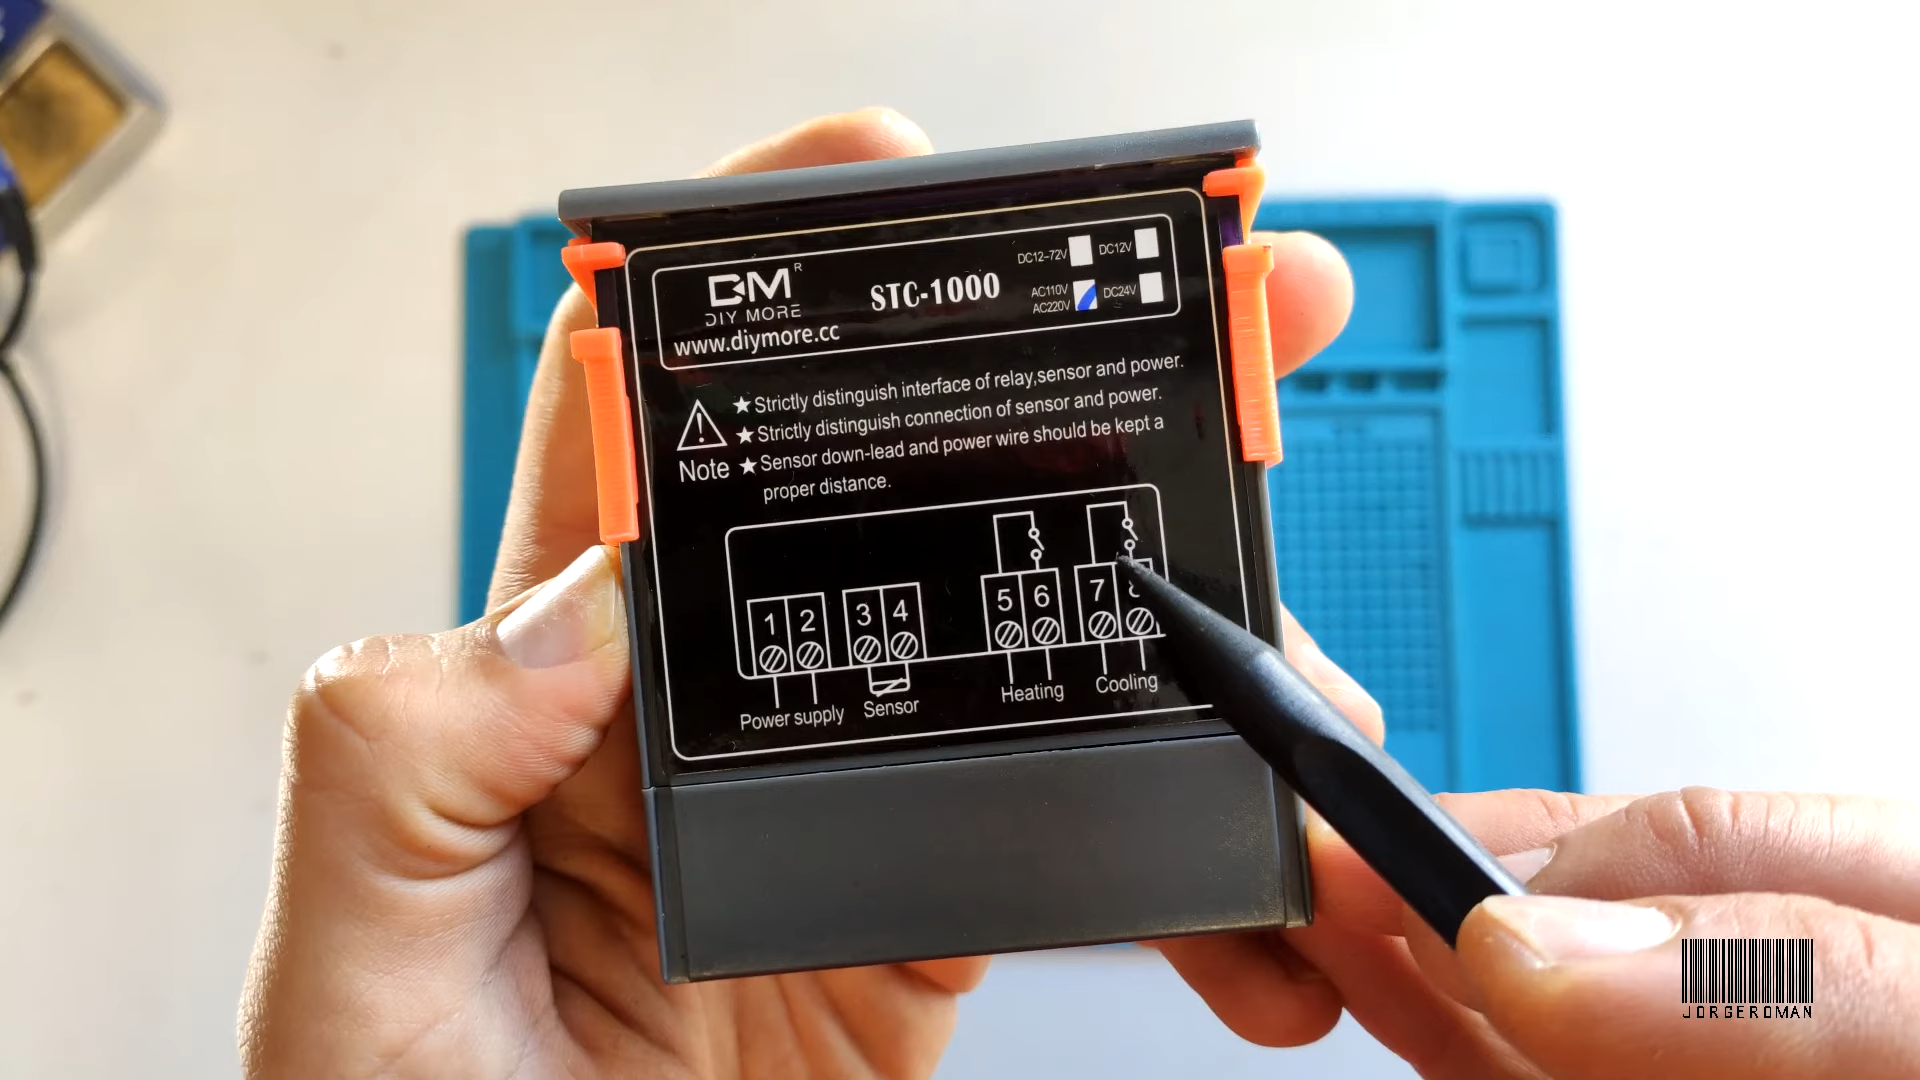 DM R
DIY MORE
www.diymore.cc
STC-1000
DC12-72V DC12V
AC110V
AC220V DC24V
★ Strictly distinguish interface of relay,sensor and power.
★ Strictly distinguish connection of sensor and power.
Note ★ Sensor down-lead and power wire should be kept a
proper distance.
1 2 3 4 5 6 7
Power supply Sensor Heating Cooling
JORGEROMAN